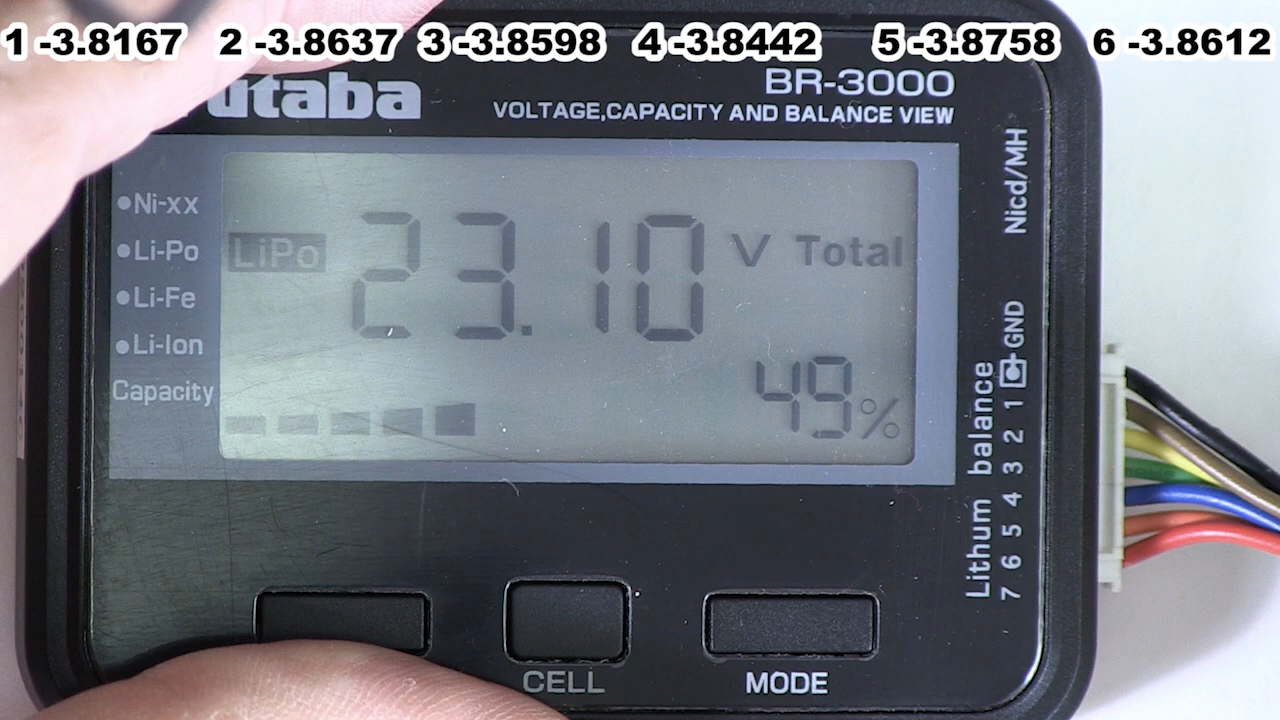 1 -3.8167 2 -3.8637 3 -3.8598 4 -3.8442 5 -3.8758 6 -3.8612
utaba
BR-3000
VOLTAGE,CAPACITY AND BALANCE VIEW
Ni-xx
Li-Po
Li-Fe
Li-Ion
Capacity
LiPo 23.10 V Total
49%
Nicd/MH
GND
Lithum balance
7 6 5 4 3 2 1
CELL
MODE